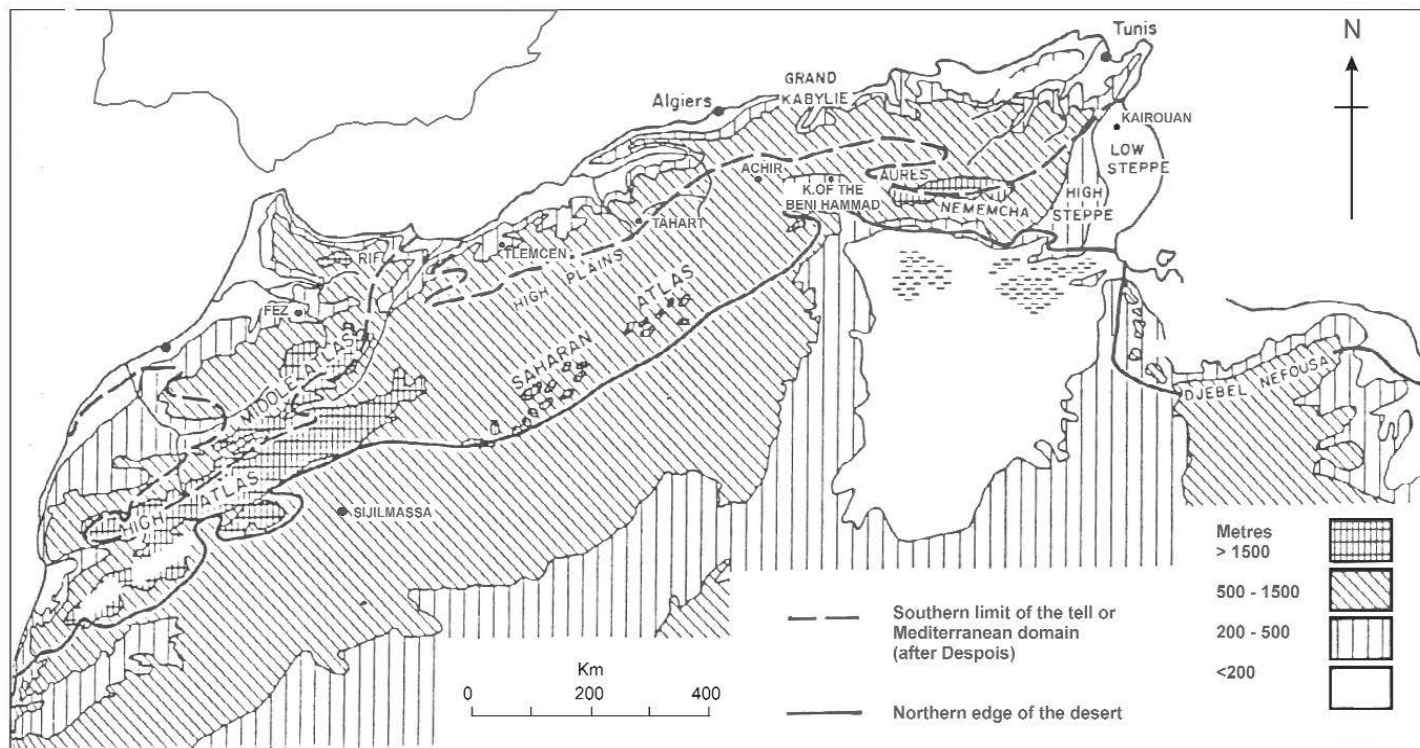 Tunis
N
GRAND
KABYLIE
Algiers
KAIROUAN
LOW
STEPPE
ACHIR
AURES
K.OF THE
BENI HAMMAD
HIGH
STEPPE
NEMEMCHA
TAHART
TLEMCEN
RIF
HIGH PLAINS
FEZ
SAHARAN ATLAS
MIDDLE ATLAS
DJEBEL NEFOUSA
HIGH ATLAS
SIJILMASSA
Metres
> 1500
500 - 1500
200 - 500
<200
Southern limit of the tell or
Mediterranean domain
(after Despois)
Km
0 200 400
Northern edge of the desert